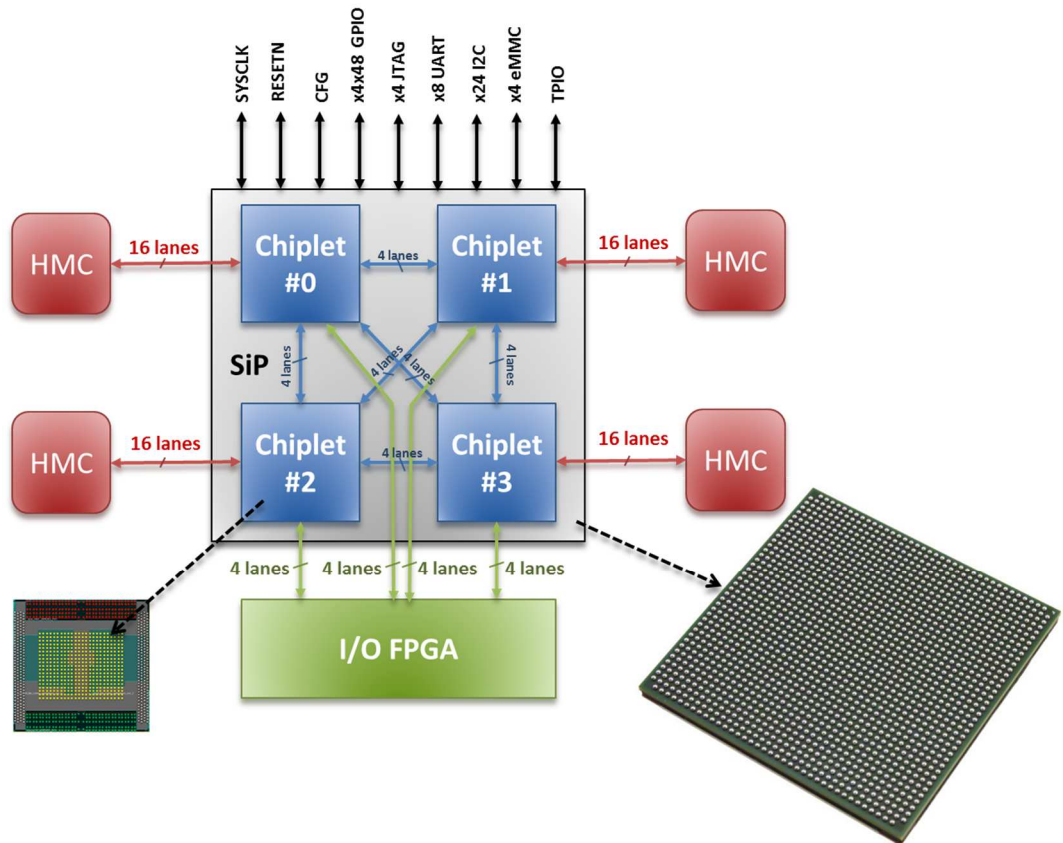 SYSCLK
RESETN
CFG
x4x48 GPIO
x4 JTAG
x8 UART
x24 I2C
x4 eMMC
TPIO
HMC
16 lanes
Chiplet
#0
4 lanes
Chiplet
#1
16 lanes
HMC
SiP
4 lanes
4 lanes
4 lanes
4 lanes
HMC
16 lanes
Chiplet
#2
4 lanes
Chiplet
#3
16 lanes
HMC
4 lanes
4 lanes
4 lanes
4 lanes
I/O FPGA